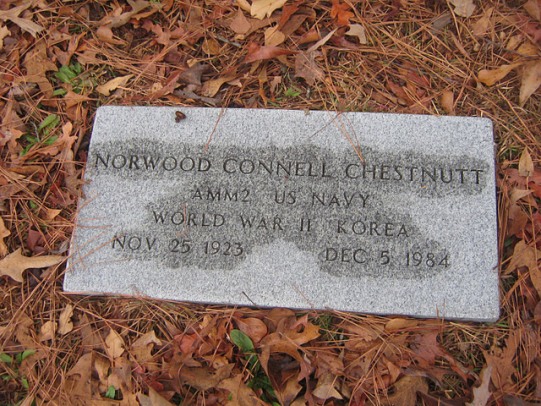 NORWOOD CONNELL CHESTNUTT
AMM2 US NAVY
WORLD WAR II KOREA
NOV 25 1923 DEC 5 1984